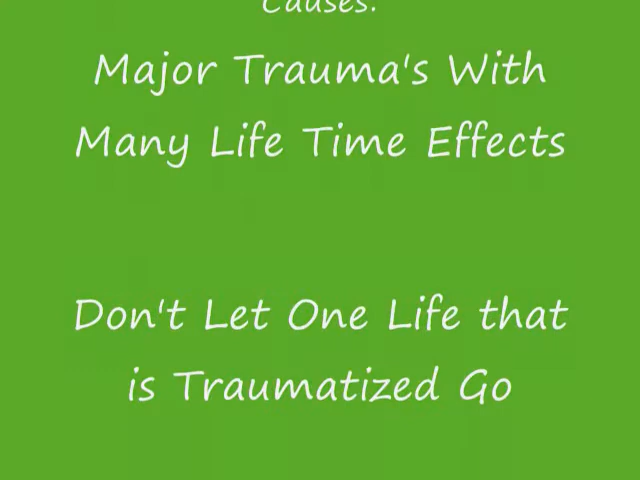 Causes:
Major Trauma's With
Many Life Time Effects
Don't Let One Life that
is Traumatized Go